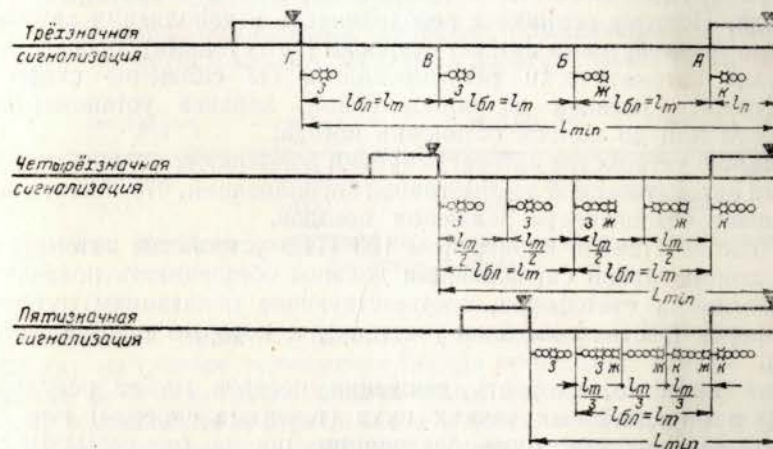 Трёхзначная
сигнализация
Г В Б А
З З Ж К
lбл=lт lбл=lт lбл=lт lп
Lmin
Четырёхзначная
сигнализация
З З З Ж Ж К
lт/2 lт/2 lт/2 lт/2
lбл=lт lбл=lт
Lmin
Пятизначная
сигнализация
З З Ж Ж К Ж К
lт/3 lт/3 lт/3
lбл=lт
Lmin